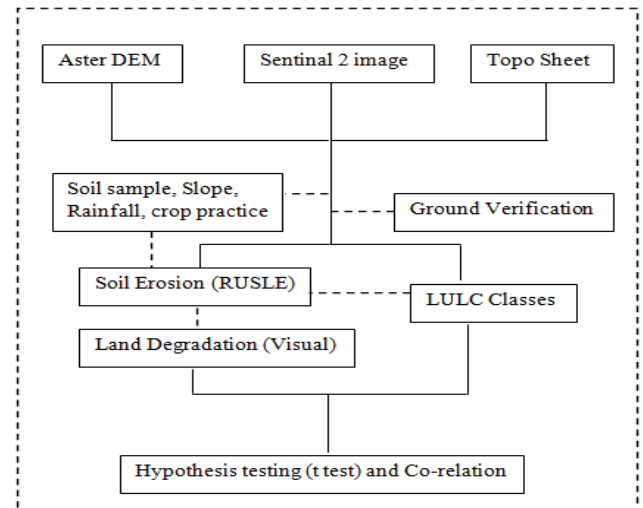 Aster DEM
Sentinal 2 image
Topo Sheet
Soil sample, Slope,
Rainfall, crop practice
Ground Verification
Soil Erosion (RUSLE)
LULC Classes
Land Degradation (Visual)
Hypothesis testing (t test) and Co-relation